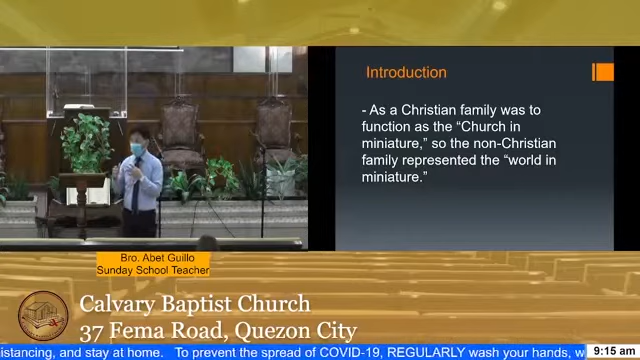 Introduction
- As a Christian family was to
function as the “Church in
miniature,” so the non-Christian
family represented the “world in
miniature.”
Bro. Abet Guillo
Sunday School Teacher
Calvary Baptist Church
37 Fema Road, Quezon City
istancing, and stay at home. To prevent the spread of COVID-19, REGULARLY wash your hands, w
9:15 am